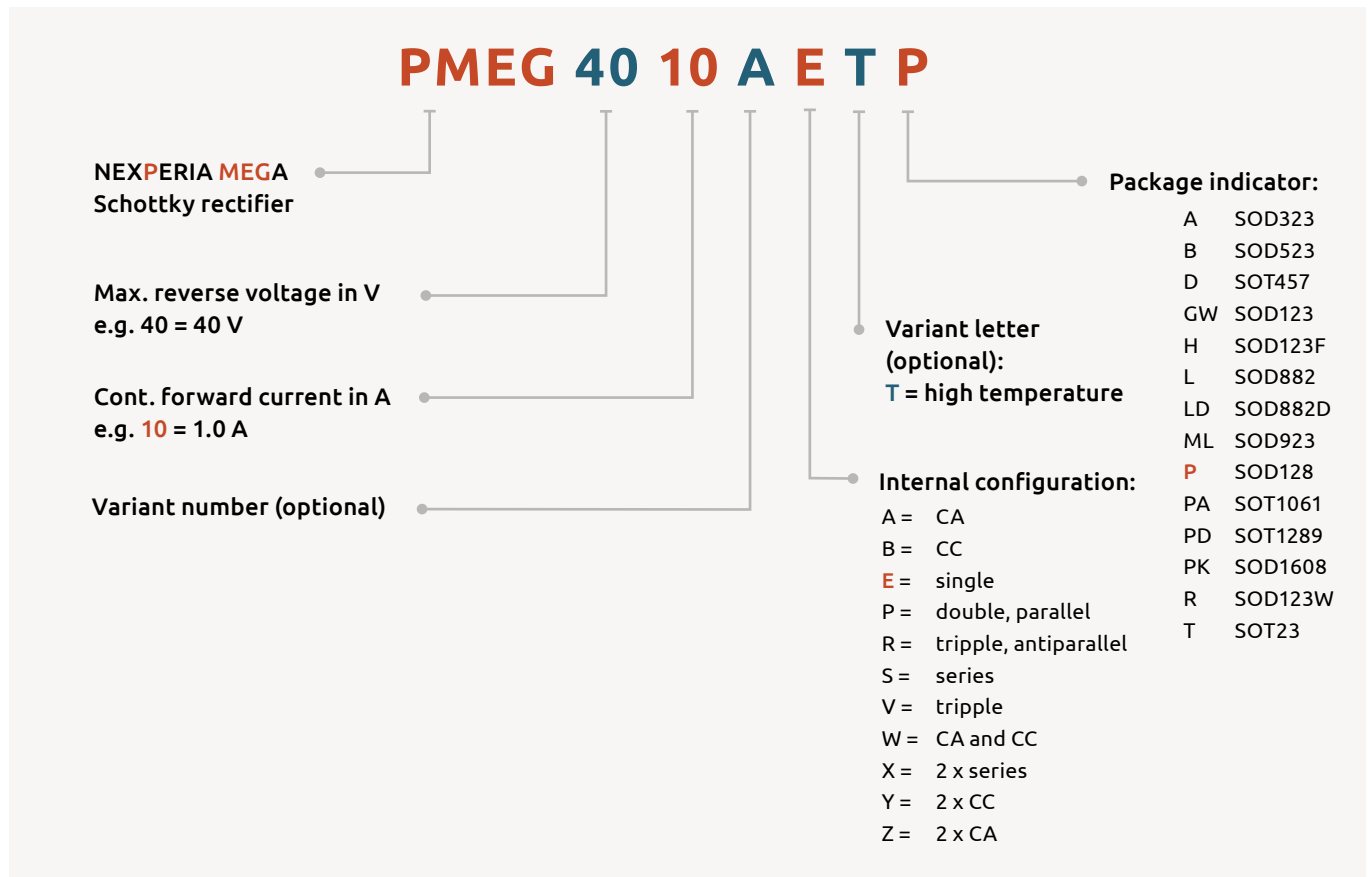 PMEG 40 10 A E T P
NEXPERIA MEGA
Schottky rectifier
Max. reverse voltage in V
e.g. 40 = 40 V
Cont. forward current in A
e.g. 10 = 1.0 A
Variant number (optional)
Variant letter
(optional):
T = high temperature
Internal configuration:
A = CA
B = CC
E = single
P = double, parallel
R = tripple, antiparallel
S = series
V = tripple
W = CA and CC
X = 2 x series
Y = 2 x CC
Z = 2 x CA
Package indicator:
A SOD323
B SOD523
D SOT457
GW SOD123
H SOD123F
L SOD882
LD SOD882D
ML SOD923
P SOD128
PA SOT1061
PD SOT1289
PK SOD1608
R SOD123W
T SOT23